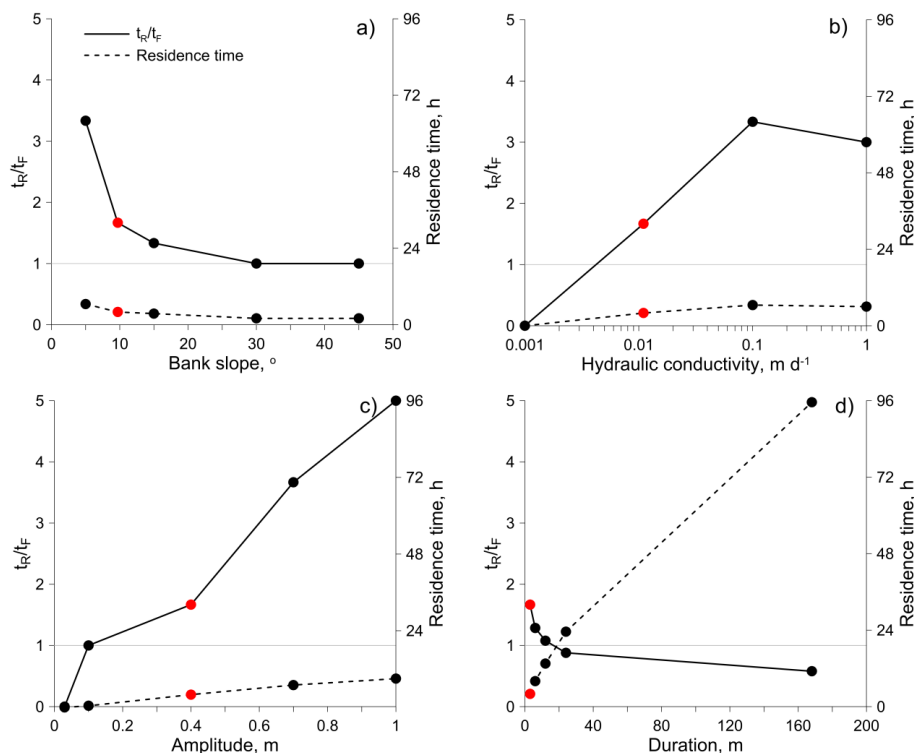 a)
t_R/t_F
Residence time
5
4
3
2
1
0
t_R/t_F
96
72
48
24
0
Residence time, h
0 10 20 30 40 50
Bank slope, °
b)
5
4
3
2
1
0
t_R/t_F
96
72
48
24
0
Residence time, h
0.001 0.01 0.1 1
Hydraulic conductivity, m d⁻¹
c)
5
4
3
2
1
0
t_R/t_F
96
72
48
24
0
Residence time, h
0 0.2 0.4 0.6 0.8 1
Amplitude, m
d)
5
4
3
2
1
0
t_R/t_F
96
72
48
24
0
Residence time, h
0 40 80 120 160 200
Duration, m